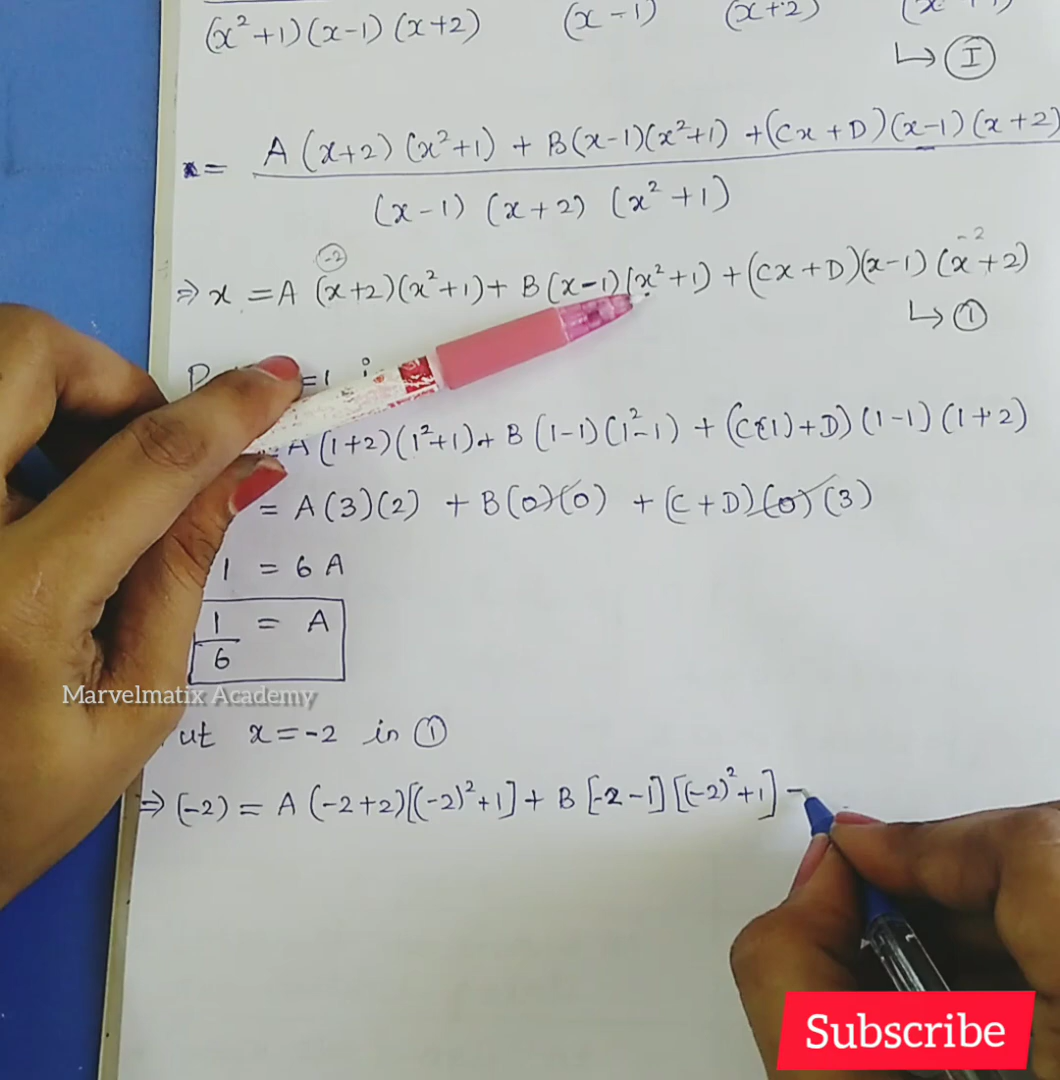 (x²+1)(x-1)(x+2) (x-1) (x+2)
↳ Ⓘ
= A(x+2)(x²+1) + B(x-1)(x²+1) + (Cx+D)(x-1)(x+2)
(x-1) (x+2) (x²+1)
-2 -2
⇒ x = A (x+2)(x²+1) + B(x-1)(x²+1) + (Cx+D)(x-1)(x+2)
↳ ①
=1
= A(1+2)(1²+1)+ B(1-1)(1²-1) + (C(1)+D)(1-1)(1+2)
= A(3)(2) + B(0)(0) + (C+D)(0)(3)
1 = 6A
1/6 = A
Marvelmatix Academy
ut x=-2 in ①
⇒ (-2) = A(-2+2)[(-2)²+1] + B[-2-1][(-2)²+1]
Subscribe